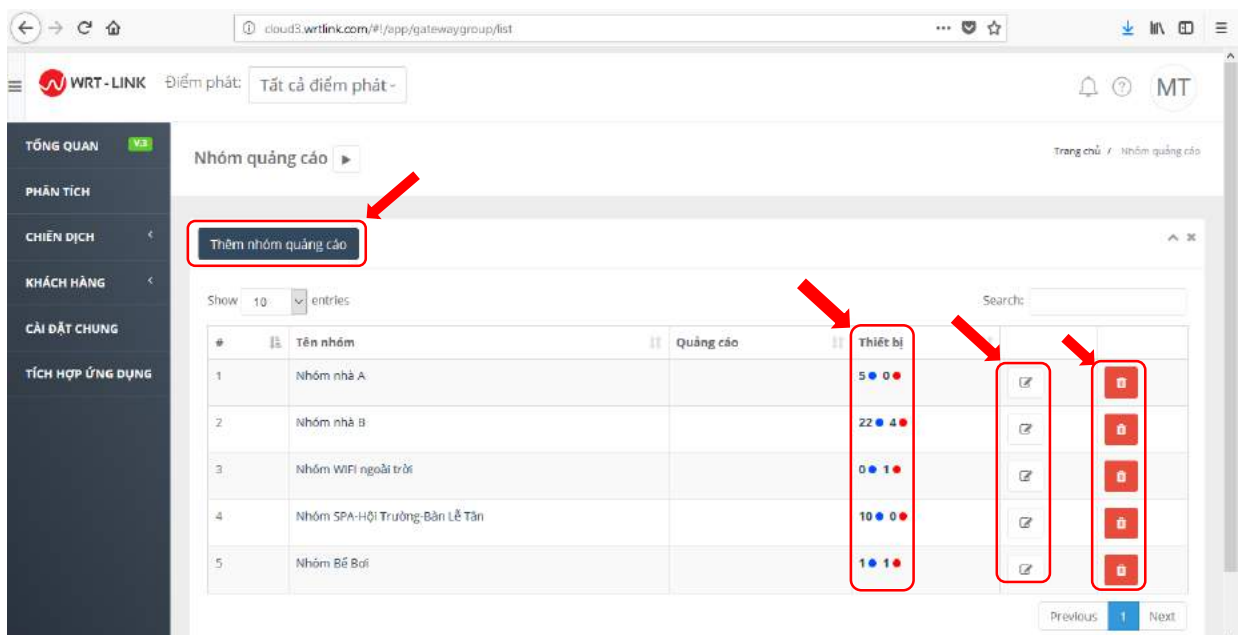 cloud3.wrtlink.com/#!/app/gatewaygroup/list
WRT-LINK Điểm phát: Tất cả điểm phát MT
TỔNG QUAN V.3
Nhóm quảng cáo
Trang chủ / Nhóm quảng cáo
PHÂN TÍCH
CHIẾN DỊCH
Thêm nhóm quảng cáo
KHÁCH HÀNG
Show 10 entries Search:
CÀI ĐẶT CHUNG
# Tên nhóm Quảng cáo Thiết bị
TÍCH HỢP ỨNG DỤNG
1 Nhóm nhà A 5 0
2 Nhóm nhà B 22 4
3 Nhóm WIFI ngoài trời 0 1
4 Nhóm SPA-Hội Trường-Bàn Lễ Tân 10 0
5 Nhóm Bể Bơi 1 1
Previous 1 Next